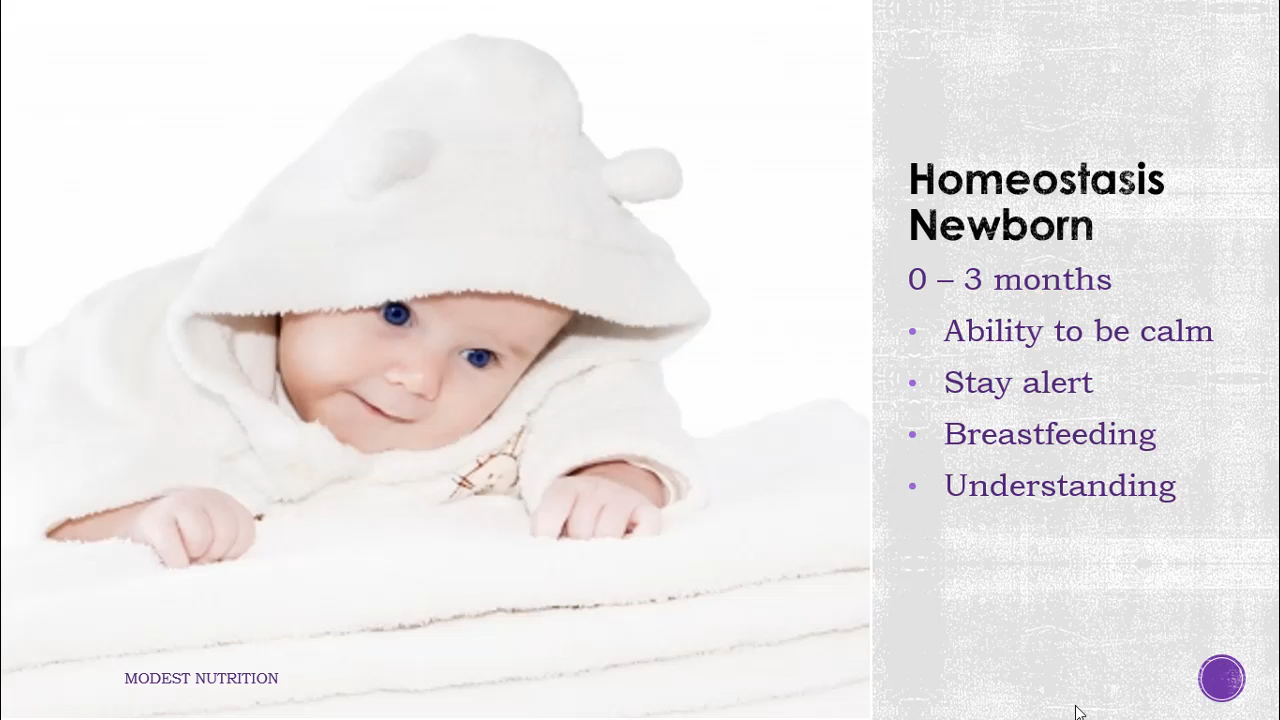 Homeostasis
Newborn
0 – 3 months
• Ability to be calm
• Stay alert
• Breastfeeding
• Understanding
MODEST NUTRITION